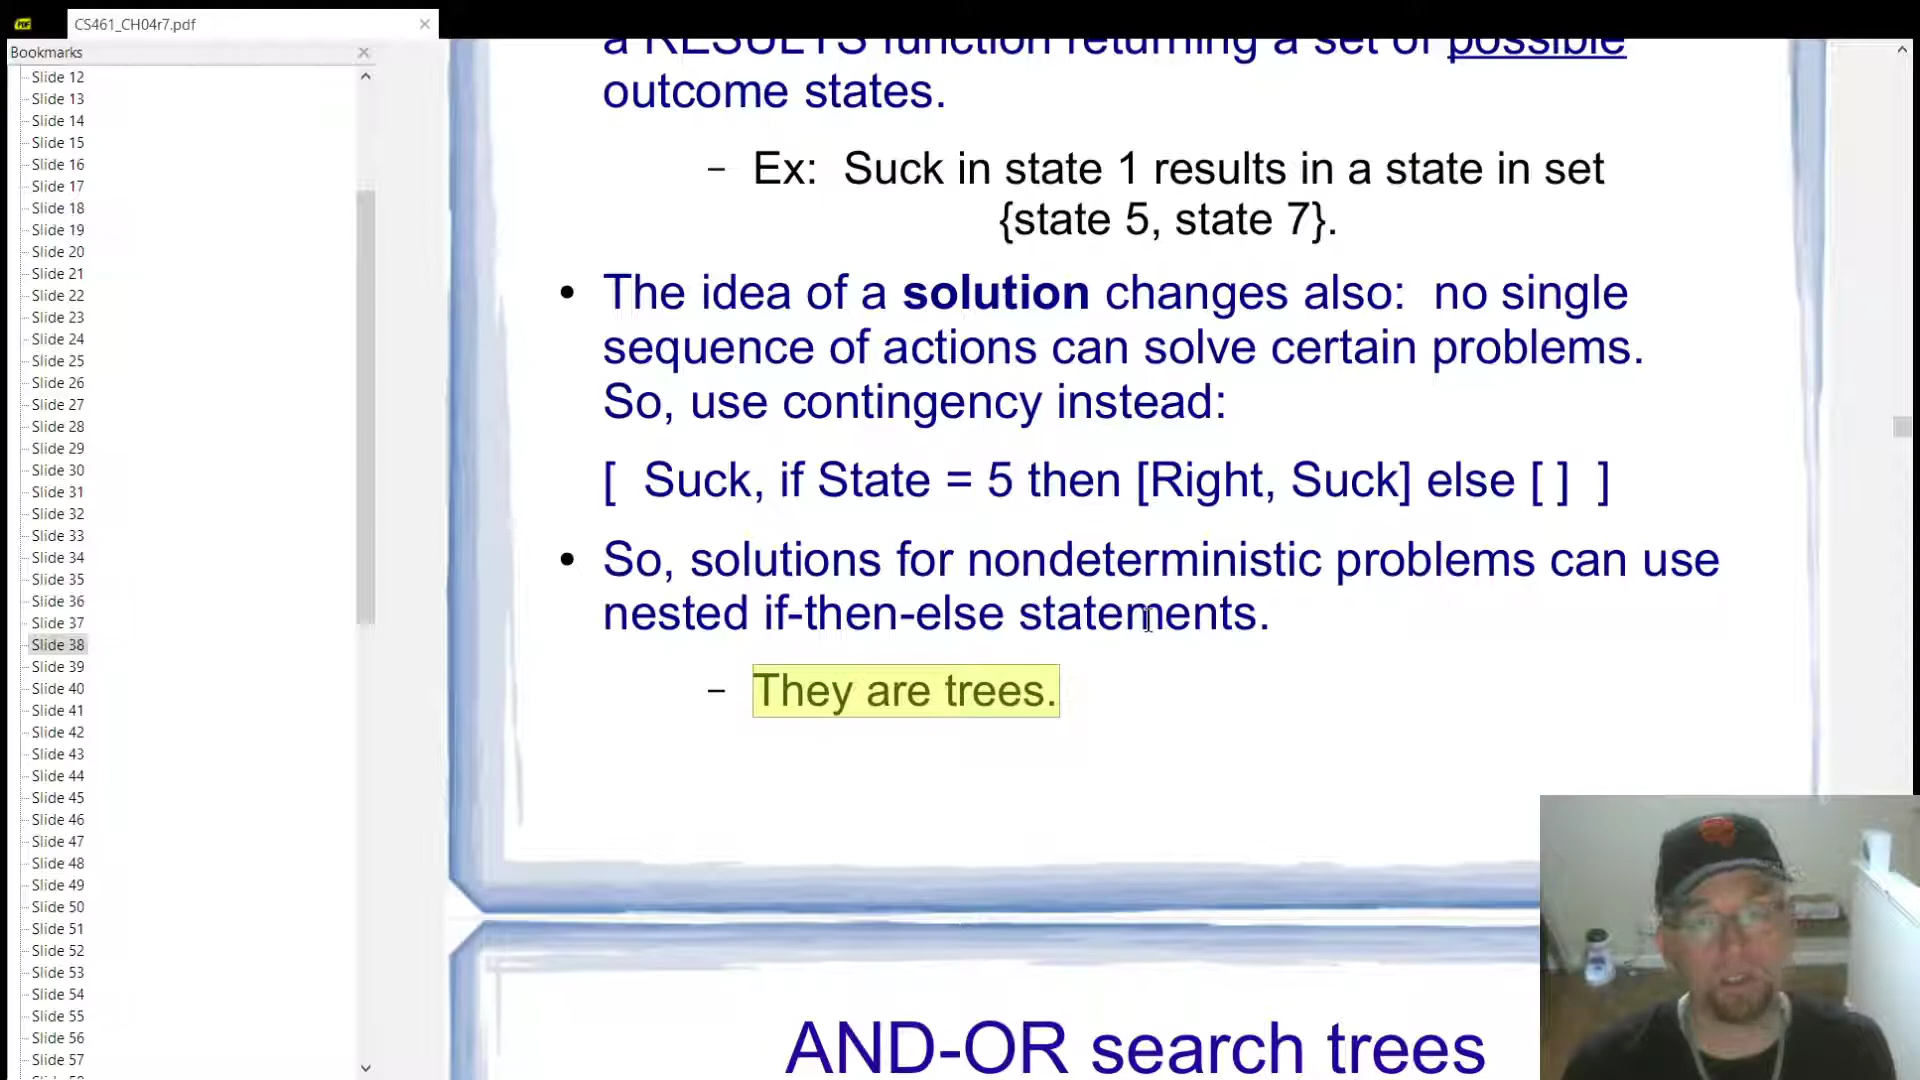 CS461_CH04r7.pdf
Bookmarks
Slide 12
Slide 13
Slide 14
Slide 15
Slide 16
Slide 17
Slide 18
Slide 19
Slide 20
Slide 21
Slide 22
Slide 23
Slide 24
Slide 25
Slide 26
Slide 27
Slide 28
Slide 29
Slide 30
Slide 31
Slide 32
Slide 33
Slide 34
Slide 35
Slide 36
Slide 37
Slide 38
Slide 39
Slide 40
Slide 41
Slide 42
Slide 43
Slide 44
Slide 45
Slide 46
Slide 47
Slide 48
Slide 49
Slide 50
Slide 51
Slide 52
Slide 53
Slide 54
Slide 55
Slide 56
Slide 57
a RESULTS function returning a set of possible
outcome states.
– Ex: Suck in state 1 results in a state in set
{state 5, state 7}.
• The idea of a solution changes also: no single
sequence of actions can solve certain problems.
So, use contingency instead:
[ Suck, if State = 5 then [Right, Suck] else [ ] ]
• So, solutions for nondeterministic problems can use
nested if-then-else statements.
– They are trees.
AND-OR search trees